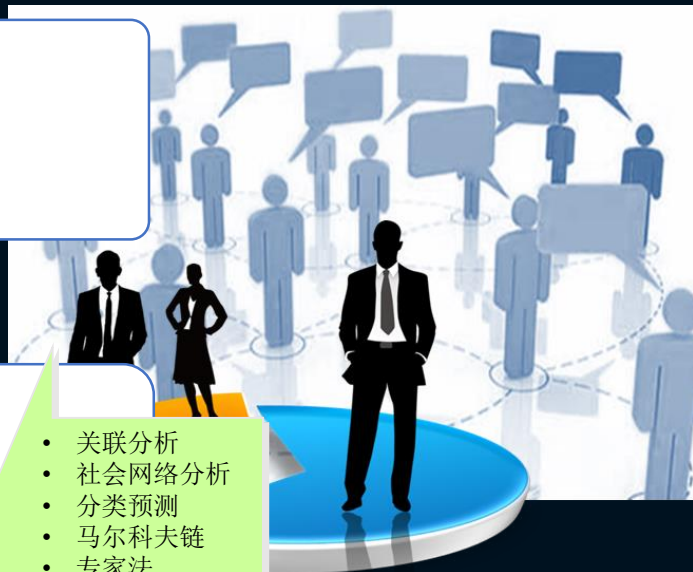 • 关联分析
• 社会网络分析
• 分类预测
• 马尔科夫链
• 专家法